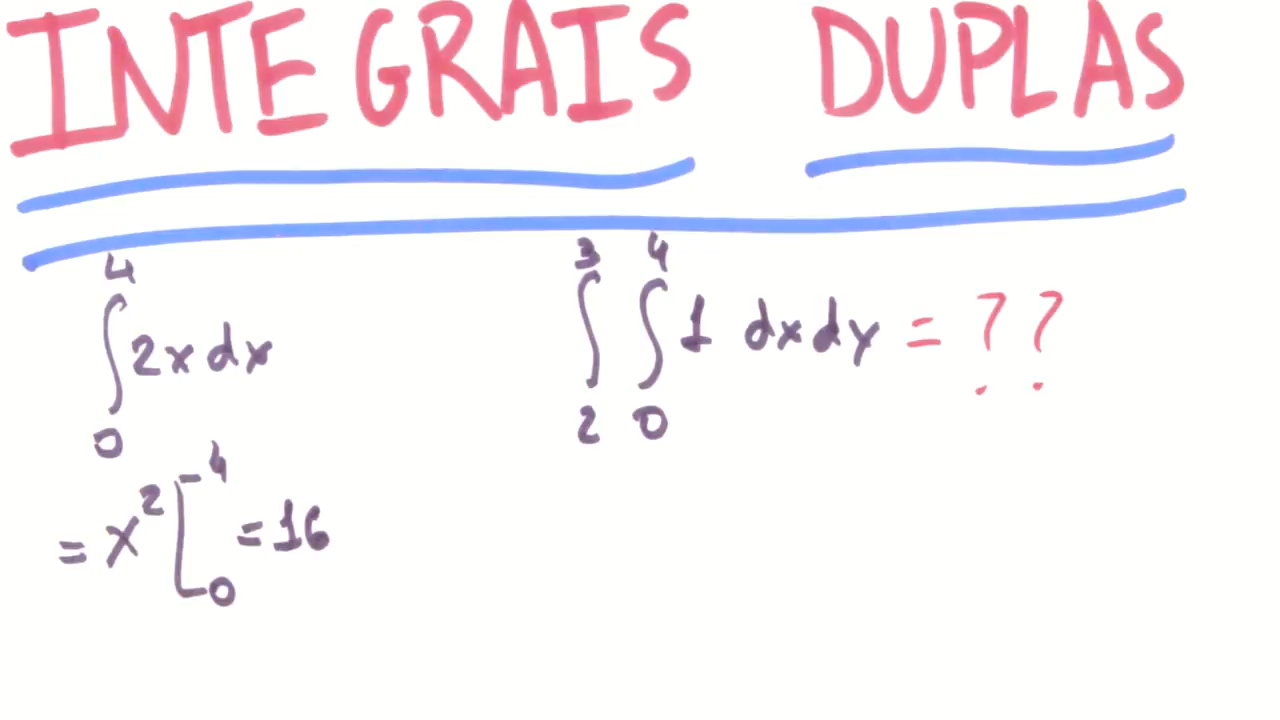 INTEGRAIS DUPLAS
∫₀⁴ 2x dx
∫₂³ ∫₀⁴ 1 dx dy = ??
= x² [₀⁴ = 16